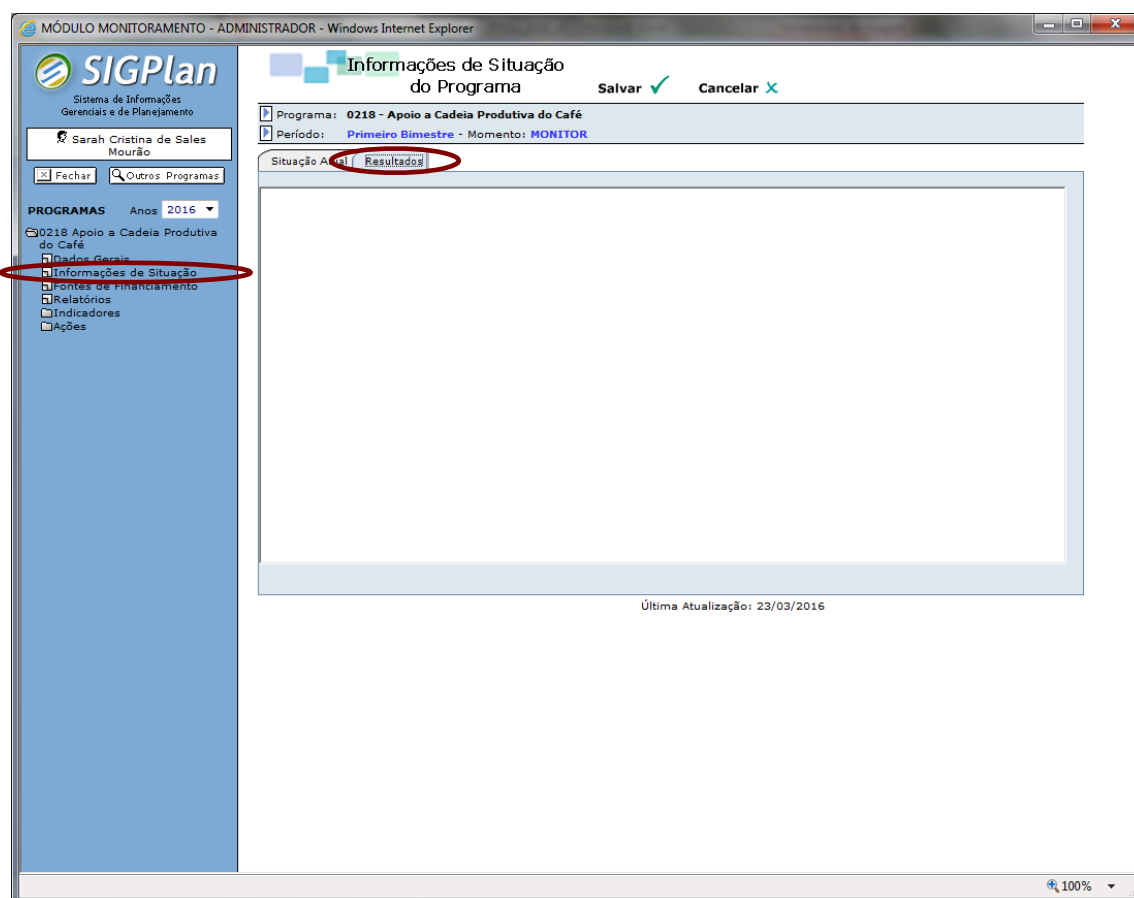 MÓDULO MONITORAMENTO - ADMINISTRADOR - Windows Internet Explorer
SIGPlan
Sistema de Informações
Gerenciais e de Planejamento
Sarah Cristina de Sales
Mourão
Fechar Outros Programas
PROGRAMAS Anos 2016
0218 Apoio a Cadeia Produtiva
do Café
Dados Gerais
Informações de Situação
Fontes de Financiamento
Relatórios
Indicadores
Ações
Informações de Situação
do Programa
Salvar Cancelar
Programa: 0218 - Apoio a Cadeia Produtiva do Café
Período: Primeiro Bimestre - Momento: MONITOR
Situação Atual Resultados
Última Atualização: 23/03/2016
100%